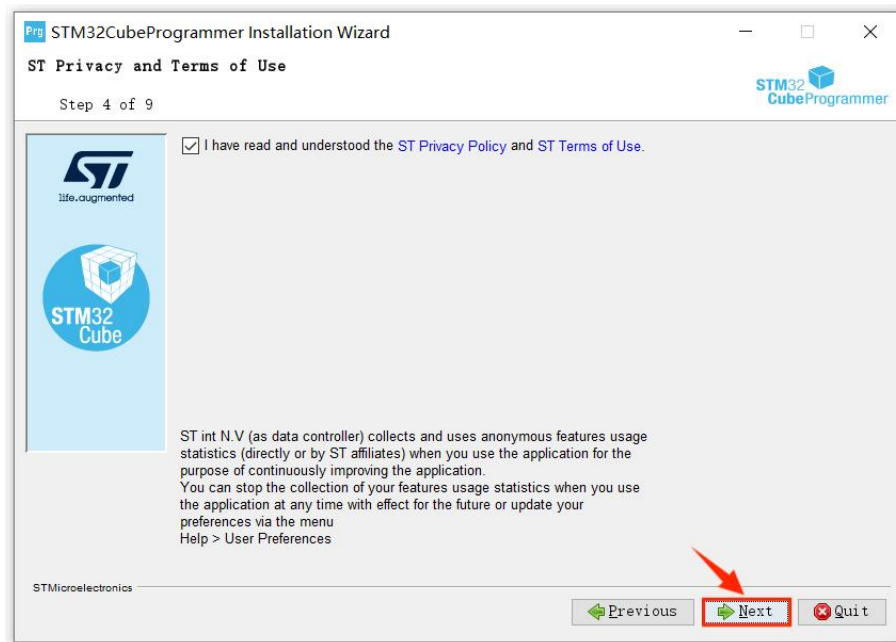 Prg STM32CubeProgrammer Installation Wizard
ST Privacy and Terms of Use
Step 4 of 9
STM32
CubeProgrammer
ST
life.augmented
STM32
Cube
I have read and understood the ST Privacy Policy and ST Terms of Use.
ST int N.V (as data controller) collects and uses anonymous features usage
statistics (directly or by ST affiliates) when you use the application for the
purpose of continuously improving the application.
You can stop the collection of your features usage statistics when you use
the application at any time with effect for the future or update your
preferences via the menu
Help > User Preferences
STMicroelectronics
Previous
Next
Quit